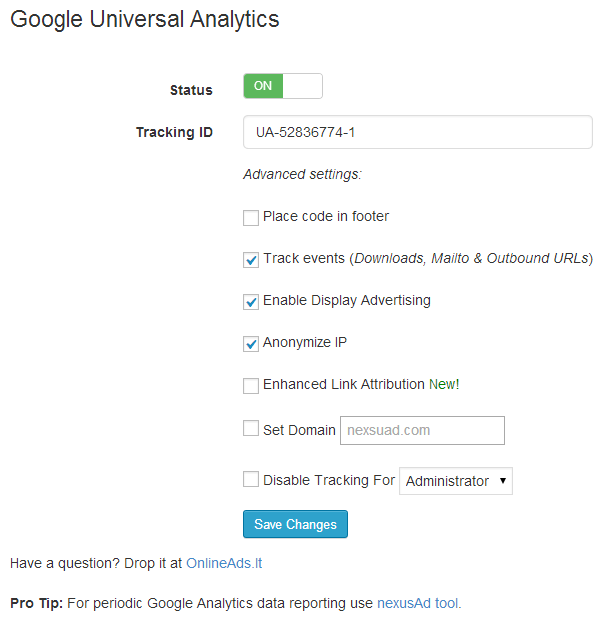 Google Universal Analytics
Status ON
Tracking ID UA-52836774-1
Advanced settings:
Place code in footer
Track events (Downloads, Mailto & Outbound URLs)
Enable Display Advertising
Anonymize IP
Enhanced Link Attribution New!
Set Domain nexsuad.com
Disable Tracking For Administrator
Save Changes
Have a question? Drop it at OnlineAds.lt
Pro Tip: For periodic Google Analytics data reporting use nexusAd tool.